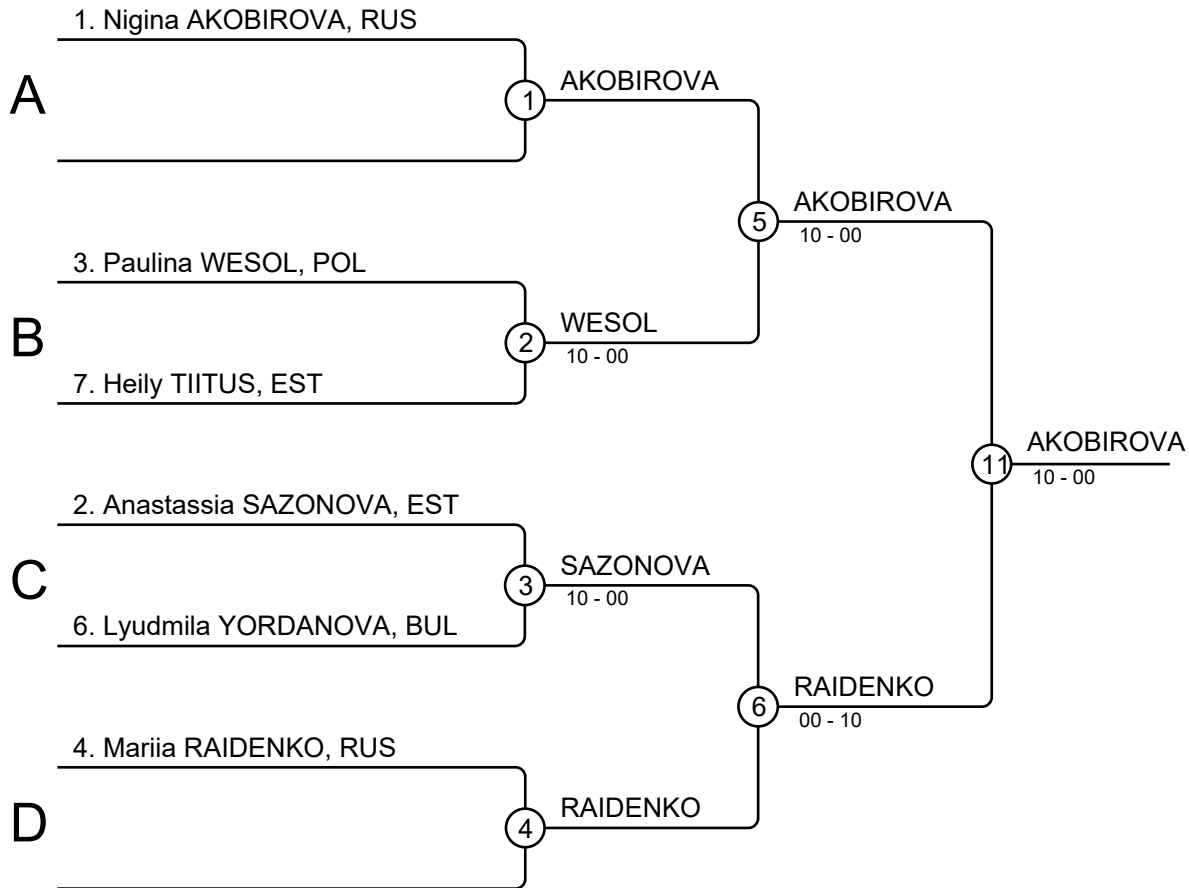 1. Nigina AKOBIROVA, RUS
A
1
AKOBIROVA
5
AKOBIROVA
10 - 00
3. Paulina WESOL, POL
B
2
WESOL
10 - 00
7. Heily TIITUS, EST
11
AKOBIROVA
10 - 00
2. Anastassia SAZONOVA, EST
C
3
SAZONOVA
10 - 00
6. Lyudmila YORDANOVA, BUL
6
RAIDENKO
00 - 10
4. Mariia RAIDENKO, RUS
D
4
RAIDENKO